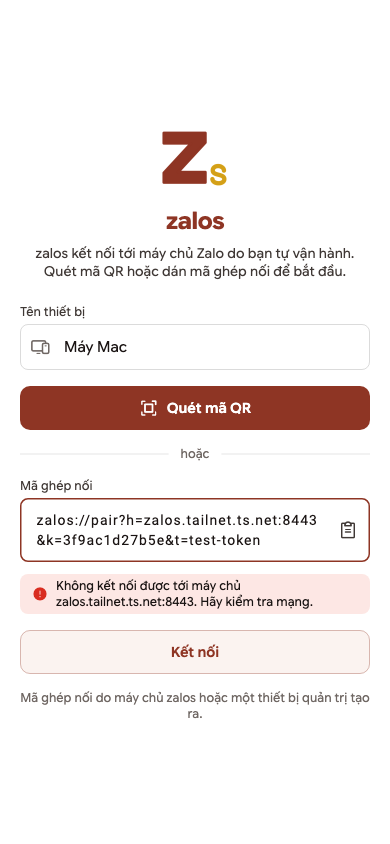 Zs
zalos
zalos kết nối tới máy chủ Zalo do bạn tự vận hành.
Quét mã QR hoặc dán mã ghép nối để bắt đầu.
Tên thiết bị
Máy Mac
Quét mã QR
hoặc
Mã ghép nối
zalos://pair?h=zalos.tailnet.ts.net:8443
&k=3f9ac1d27b5e&t=test-token
Không kết nối được tới máy chủ
zalos.tailnet.ts.net:8443. Hãy kiểm tra mạng.
Kết nối
Mã ghép nối do máy chủ zalos hoặc một thiết bị quản trị tạo
ra.